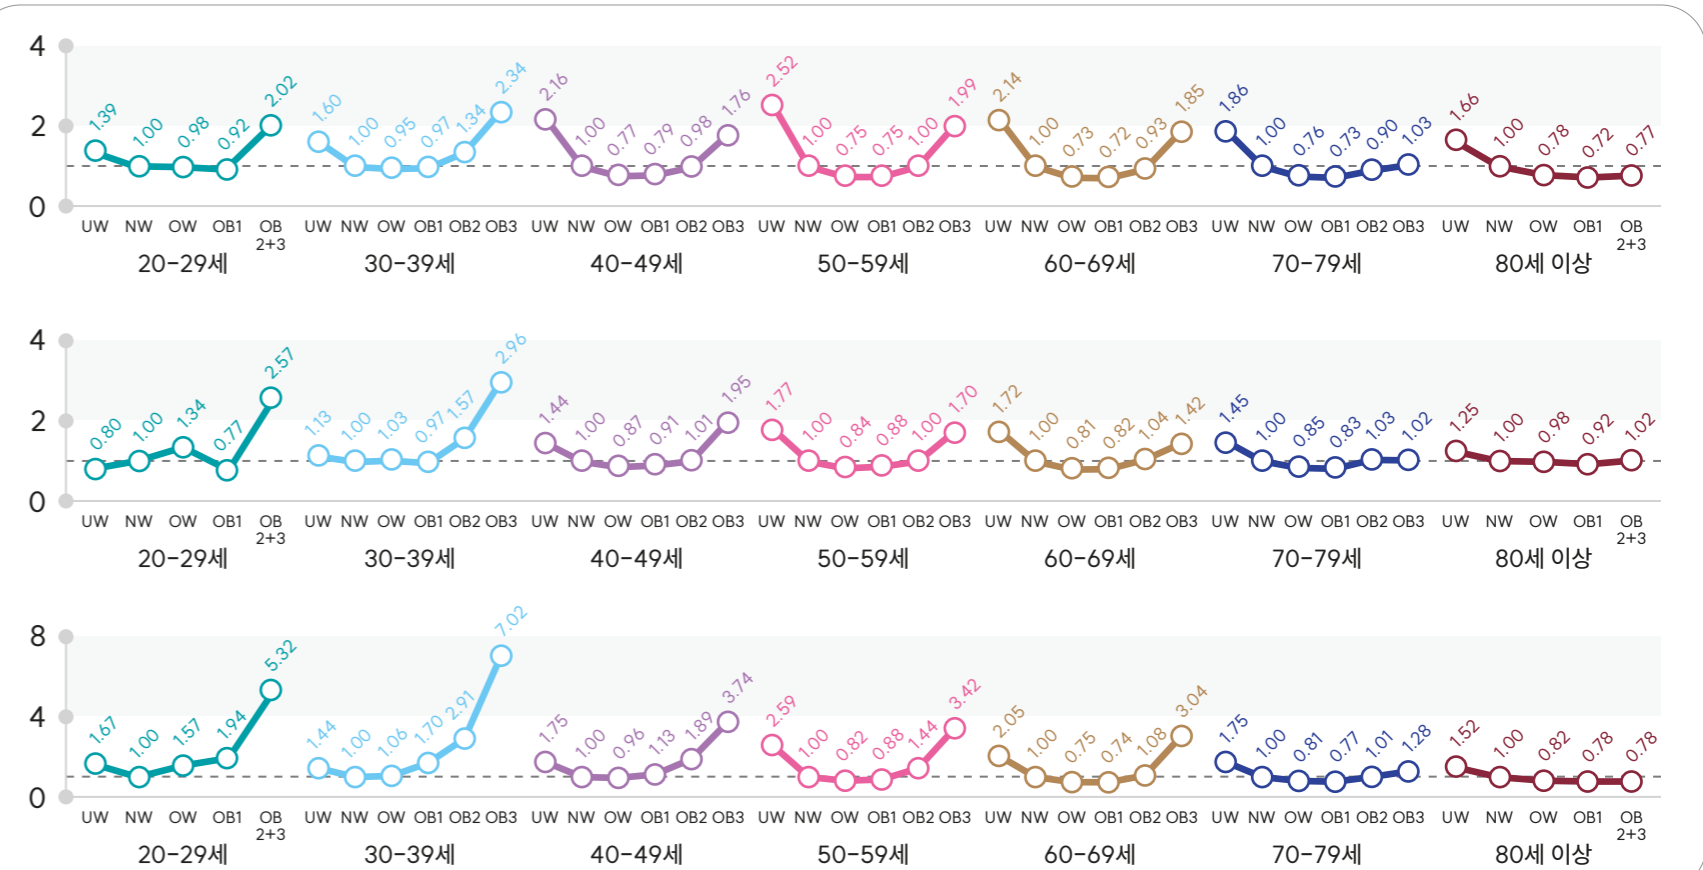 4
2
0
1.39 1.00 0.98 0.92 2.02 1.60 1.00 0.95 0.97 1.34 2.34 2.16 1.00 0.77 0.79 0.98 1.76 2.52 1.00 0.75 0.75 1.00 1.99 2.14 1.00 0.73 0.72 0.93 1.85 1.86 1.00 0.76 0.73 0.90 1.03 1.66 1.00 0.78 0.72 0.77
UW NW OW OB1 OB 2+3 UW NW OW OB1 OB2 OB3 UW NW OW OB1 OB2 OB3 UW NW OW OB1 OB2 OB3 UW NW OW OB1 OB2 OB3 UW NW OW OB1 OB2 OB3 UW NW OW OB1 OB 2+3
20-29세 30-39세 40-49세 50-59세 60-69세 70-79세 80세 이상
4
2
0
0.80 1.00 1.34 0.77 2.57 1.13 1.00 1.03 0.97 1.57 2.96 1.44 1.00 0.87 0.91 1.01 1.95 1.77 1.00 0.84 0.88 1.00 1.70 1.72 1.00 0.81 0.82 1.04 1.42 1.45 1.00 0.85 0.83 1.03 1.02 1.25 1.00 0.98 0.92 1.02
UW NW OW OB1 OB 2+3 UW NW OW OB1 OB2 OB3 UW NW OW OB1 OB2 OB3 UW NW OW OB1 OB2 OB3 UW NW OW OB1 OB2 OB3 UW NW OW OB1 OB2 OB3 UW NW OW OB1 OB 2+3
20-29세 30-39세 40-49세 50-59세 60-69세 70-79세 80세 이상
8
4
0
1.67 1.00 1.57 1.94 5.32 1.44 1.00 1.06 1.70 2.91 7.02 1.75 1.00 0.96 1.13 1.89 3.74 2.59 1.00 0.82 0.88 1.44 3.42 2.05 1.00 0.75 0.74 1.08 3.04 1.75 1.00 0.81 0.77 1.01 1.28 1.52 1.00 0.82 0.78 0.78
UW NW OW OB1 OB 2+3 UW NW OW OB1 OB2 OB3 UW NW OW OB1 OB2 OB3 UW NW OW OB1 OB2 OB3 UW NW OW OB1 OB2 OB3 UW NW OW OB1 OB2 OB3 UW NW OW OB1 OB 2+3
20-29세 30-39세 40-49세 50-59세 60-69세 70-79세 80세 이상